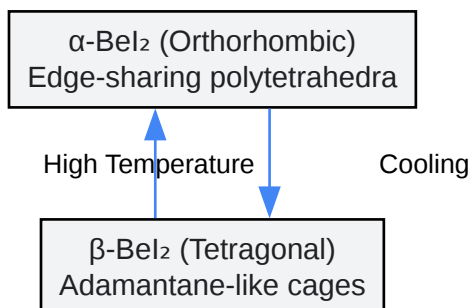 α-BeI₂ (Orthorhombic)
Edge-sharing polytetrahedra
High Temperature
Cooling
β-BeI₂ (Tetragonal)
Adamantane-like cages